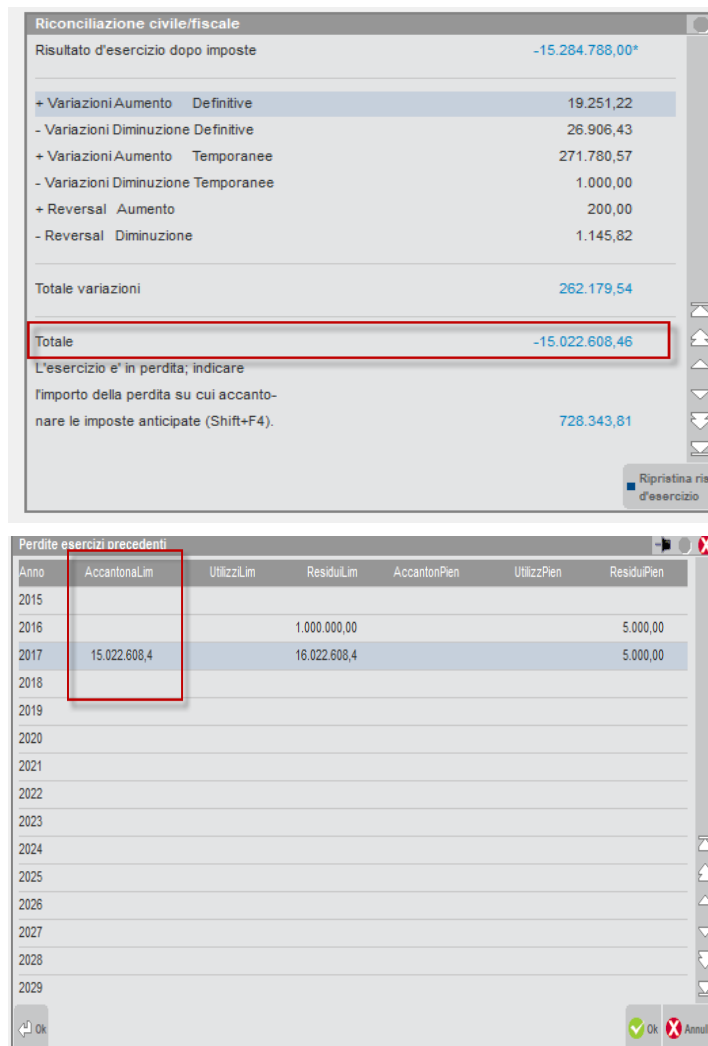 Riconciliazione civile/fiscale
Risultato d'esercizio dopo imposte -15.284.788,00*
+ Variazioni Aumento Definitive 19.251,22
- Variazioni Diminuzione Definitive 26.906,43
+ Variazioni Aumento Temporanee 271.780,57
- Variazioni Diminuzione Temporanee 1.000,00
+ Reversal Aumento 200,00
- Reversal Diminuzione 1.145,82
Totale variazioni 262.179,54
Totale -15.022.608,46
L'esercizio e' in perdita; indicare
l'importo della perdita su cui accanto-
nare le imposte anticipate (Shift+F4). 728.343,81
Ripristina ris
d'esercizio
Perdite esercizi precedenti
Anno AccantonaLim UtilizziLim ResiduiLim AccantonPien UtilizzPien ResiduiPien
2015
2016 1.000.000,00 5.000,00
2017 15.022.608,4 16.022.608,4 5.000,00
2018
2019
2020
2021
2022
2023
2024
2025
2026
2027
2028
2029
Ok Ok Annull